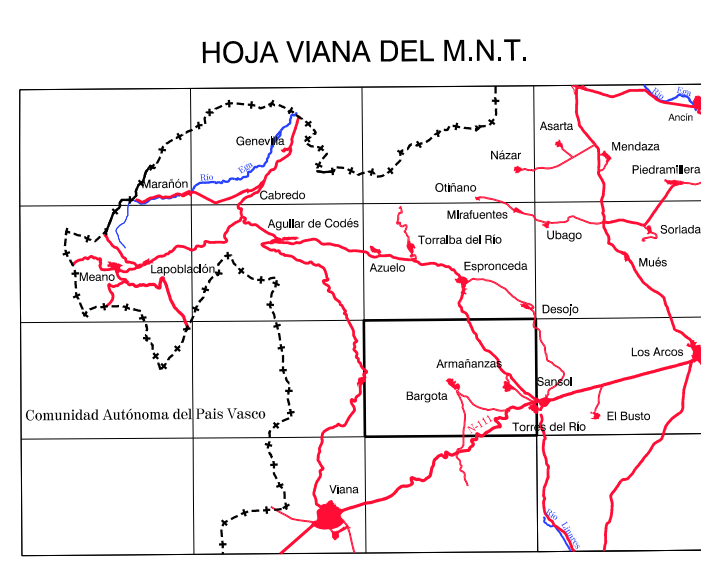 HOJA VIANA DEL M.N.T.
Río Ega
Ancín
Asarta
Genevilla
Mendaza
Názar
Río Ega
Piedramillera
Marañón
Otiñano
Cabredo
Mirafuentes
Aguilar de Codés
Ubago
Sorlada
Torralba del Río
Azuelo
Espronceda
Mués
Meano
Lapoblación
Desojo
Los Arcos
Armañanzas
Sansol
Bargota
Comunidad Autónoma del Pais Vasco
El Busto
N-111
Torres del Río
Viana
Río Linares